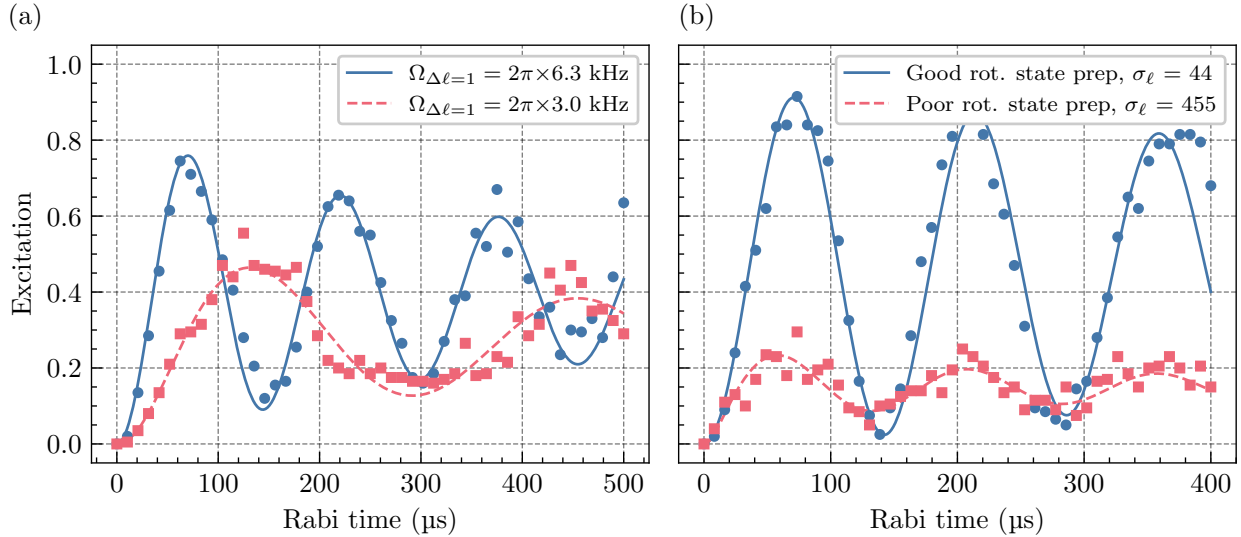 (a)
(b)
Ω_{Δℓ=1} = 2π×6.3 kHz
Ω_{Δℓ=1} = 2π×3.0 kHz
Good rot. state prep, σ_ℓ = 44
Poor rot. state prep, σ_ℓ = 455
Excitation
1.0
0.8
0.6
0.4
0.2
0.0
0 100 200 300 400 500
0 100 200 300 400
Rabi time (µs)
Rabi time (µs)